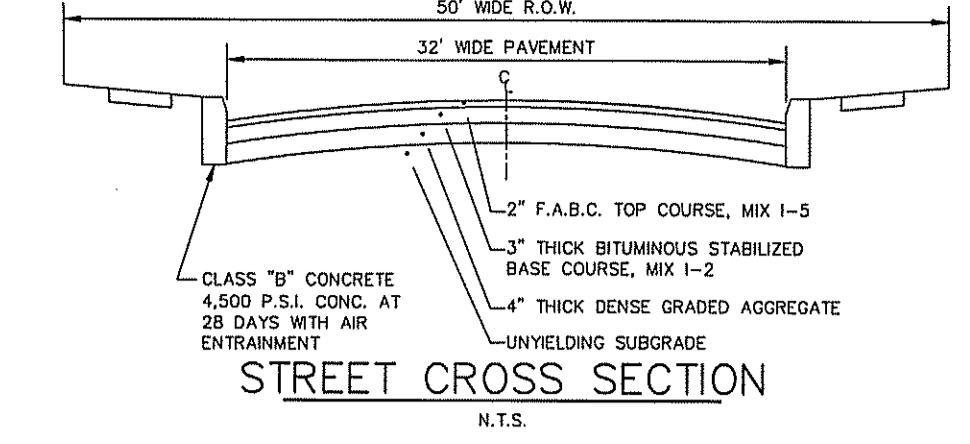 50' WIDE R.O.W.
32' WIDE PAVEMENT
C
2" F.A.B.C. TOP COURSE, MIX I-5
3" THICK BITUMINOUS STABILIZED
BASE COURSE, MIX I-2
4" THICK DENSE GRADED AGGREGATE
UNYIELDING SUBGRADE
CLASS "B" CONCRETE
4,500 P.S.I. CONC. AT
28 DAYS WITH AIR
ENTRAINMENT
STREET CROSS SECTION
N.T.S.